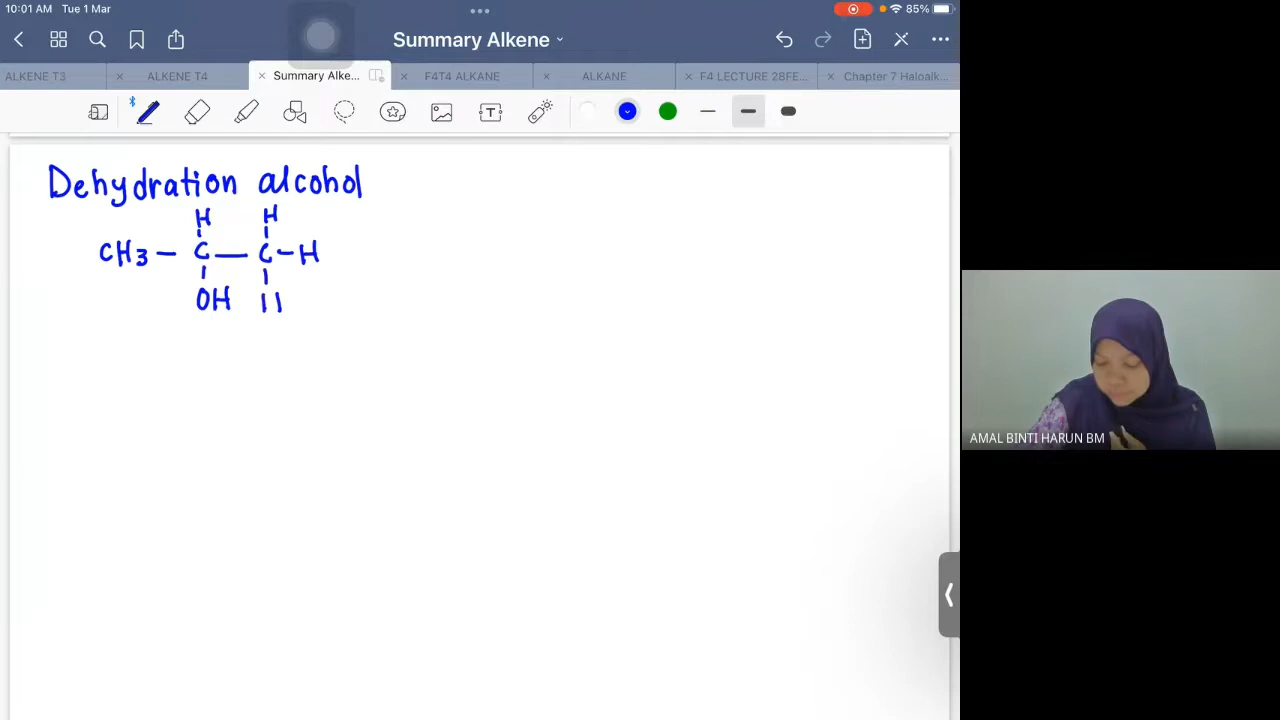 10:01 AM Tue 1 Mar
85%
Summary Alkene
ALKENE T3
ALKENE T4
Summary Alke...
F4T4 ALKANE
ALKANE
F4 LECTURE 28FE...
Chapter 7 Haloalk...
T
Dehydration alcohol
H H
CH3 — C — C – H
OH
AMAL BINTI HARUN BM